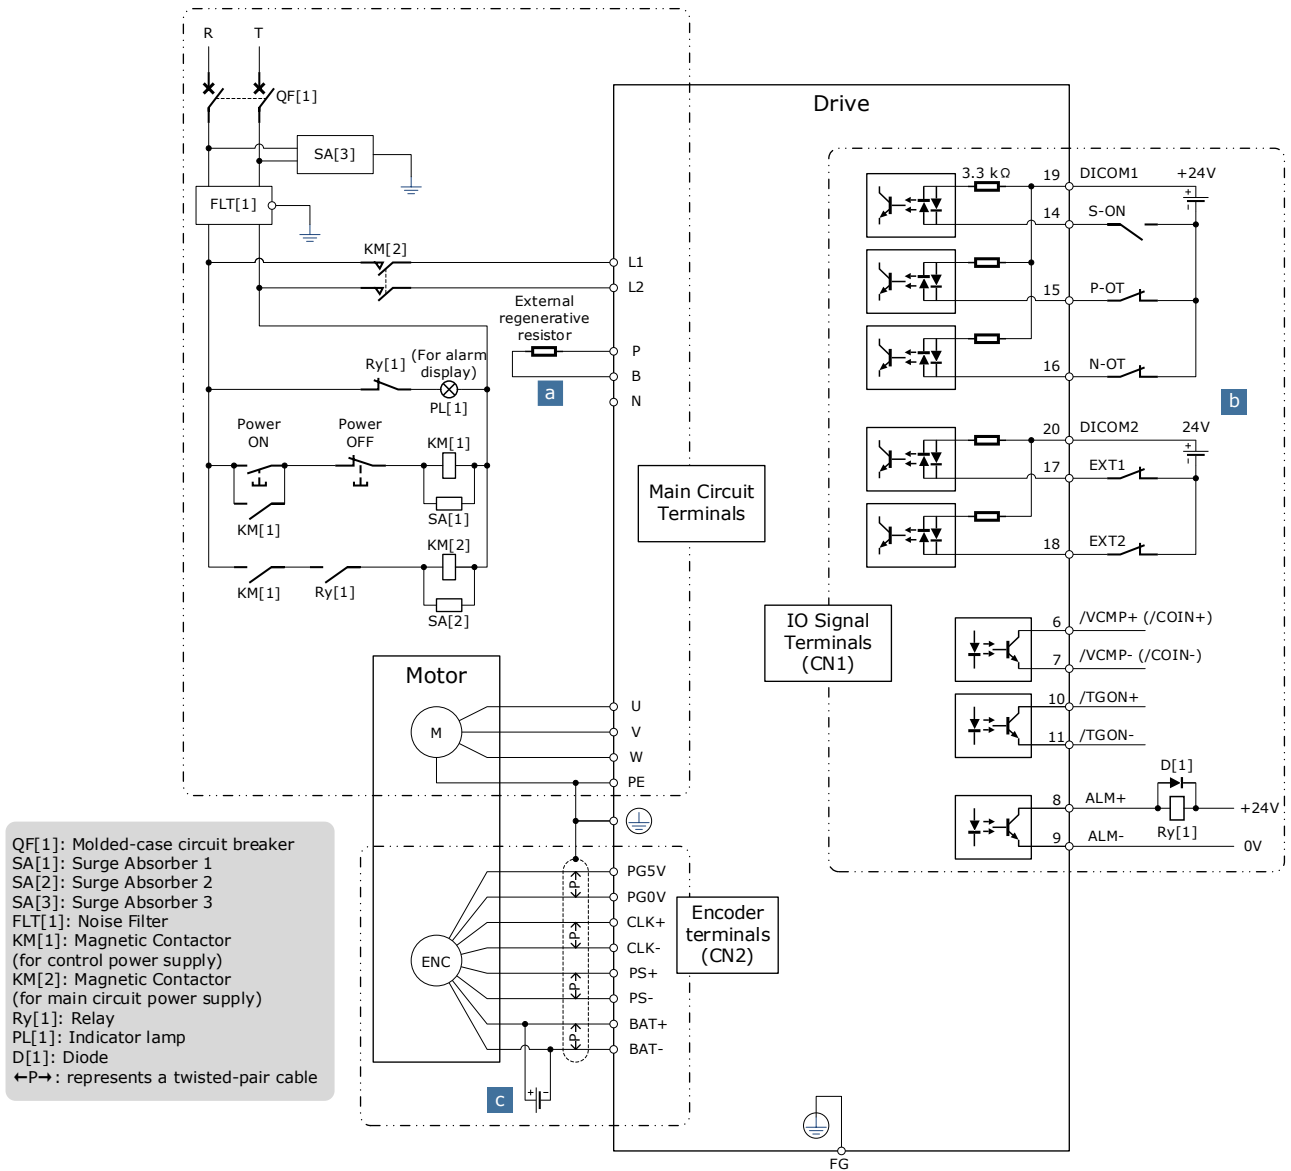 R
T
QF[1]
SA[3]
FLT[1]
KM[2]
L1
L2
External
regenerative
resistor
P
B
N
a
Ry[1]
(For alarm
display)
PL[1]
Power
ON
Power
OFF
KM[1]
SA[1]
KM[1]
KM[2]
SA[2]
KM[1]
Ry[1]
Main Circuit
Terminals
Motor
M
U
V
W
PE
ENC
PG5V
PG0V
CLK+
CLK-
PS+
PS-
BAT+
BAT-
←P→
←P→
←P→
←P→
Encoder
terminals
(CN2)
c
+
-
Drive
3.3 kΩ
19
DICOM1
+24V
+
-
14
S-ON
15
P-OT
16
N-OT
b
20
DICOM2
24V
+
-
17
EXT1
18
EXT2
IO Signal
Terminals
(CN1)
6
/VCMP+ (/COIN+)
7
/VCMP- (/COIN-)
10
/TGON+
11
/TGON-
D[1]
8
ALM+
+24V
Ry[1]
9
ALM-
0V
FG
QF[1]: Molded-case circuit breaker
SA[1]: Surge Absorber 1
SA[2]: Surge Absorber 2
SA[3]: Surge Absorber 3
FLT[1]: Noise Filter
KM[1]: Magnetic Contactor
(for control power supply)
KM[2]: Magnetic Contactor
(for main circuit power supply)
Ry[1]: Relay
PL[1]: Indicator lamp
D[1]: Diode
←P→: represents a twisted-pair cable